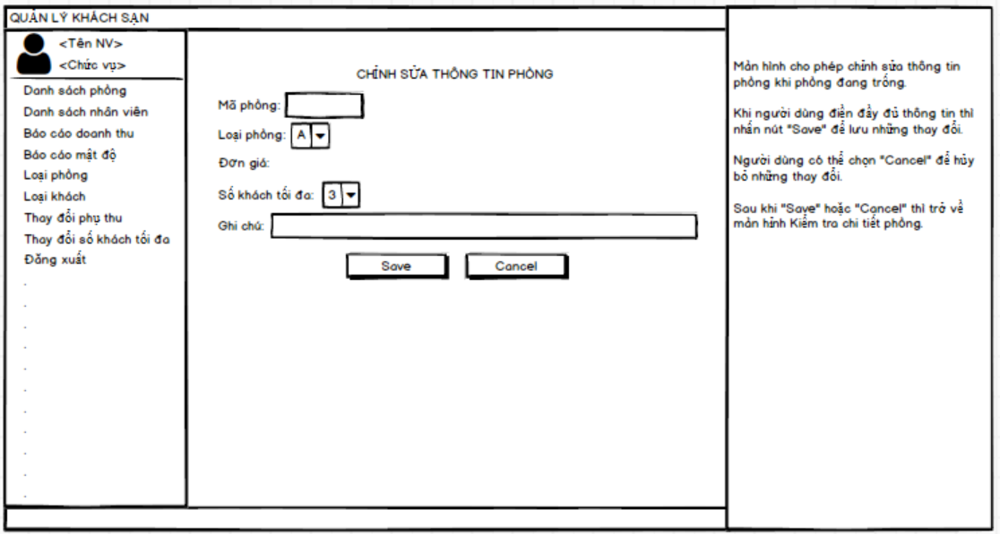 QUẢN LÝ KHÁCH SẠN
<Tên NV>
<Chức vụ>
Danh sách phòng
Danh sách nhân viên
Báo cáo doanh thu
Báo cáo mật độ
Loại phòng
Loại khách
Thay đổi phụ thu
Thay đổi số khách tối đa
Đăng xuất
CHỈNH SỬA THÔNG TIN PHÒNG
Mã phòng:
Loại phòng: A
Đơn giá:
Số khách tối đa: 3
Ghi chú:
Save Cancel
Màn hình cho phép chỉnh sửa thông tin
phòng khi phòng đang trống.
Khi người dùng điền đầy đủ thông tin thì
nhấn nút "Save" để lưu những thay đổi.
Người dùng có thể chọn "Cancel" để hủy
bỏ những thay đổi.
Sau khi "Save" hoặc "Cancel" thì trở về
màn hình Kiểm tra chi tiết phòng.